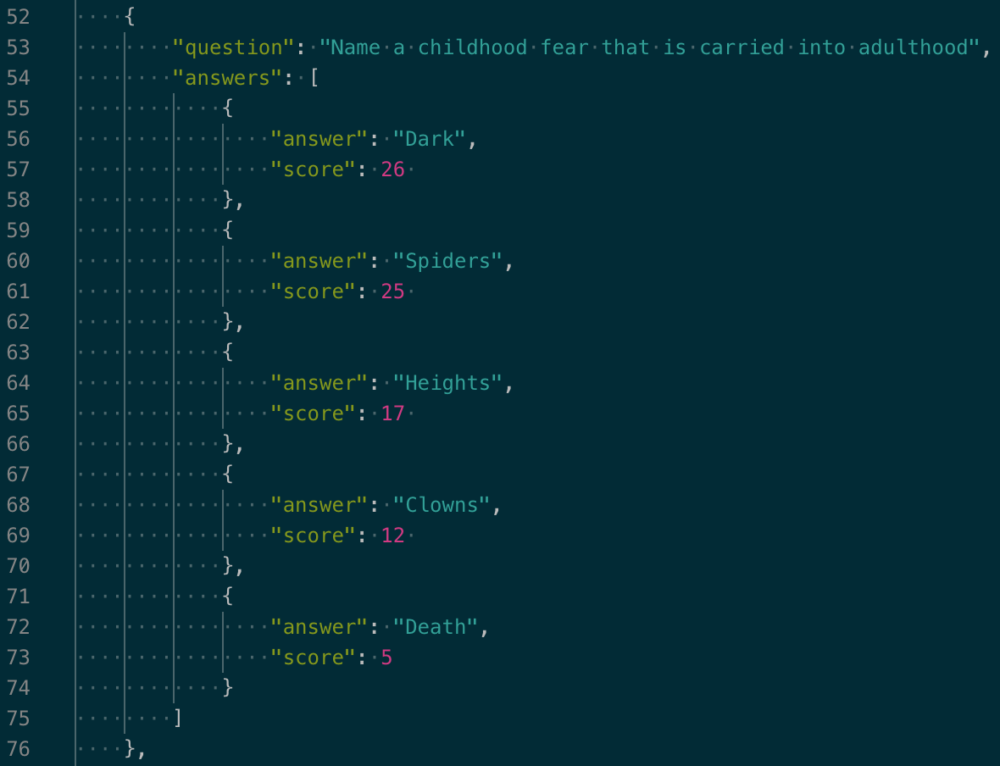 52     {
53         "question": "Name a childhood fear that is carried into adulthood",
54         "answers": [
55             {
56                 "answer": "Dark",
57                 "score": 26
58             },
59             {
60                 "answer": "Spiders",
61                 "score": 25
62             },
63             {
64                 "answer": "Heights",
65                 "score": 17
66             },
67             {
68                 "answer": "Clowns",
69                 "score": 12
70             },
71             {
72                 "answer": "Death",
73                 "score": 5
74             }
75         ]
76     },